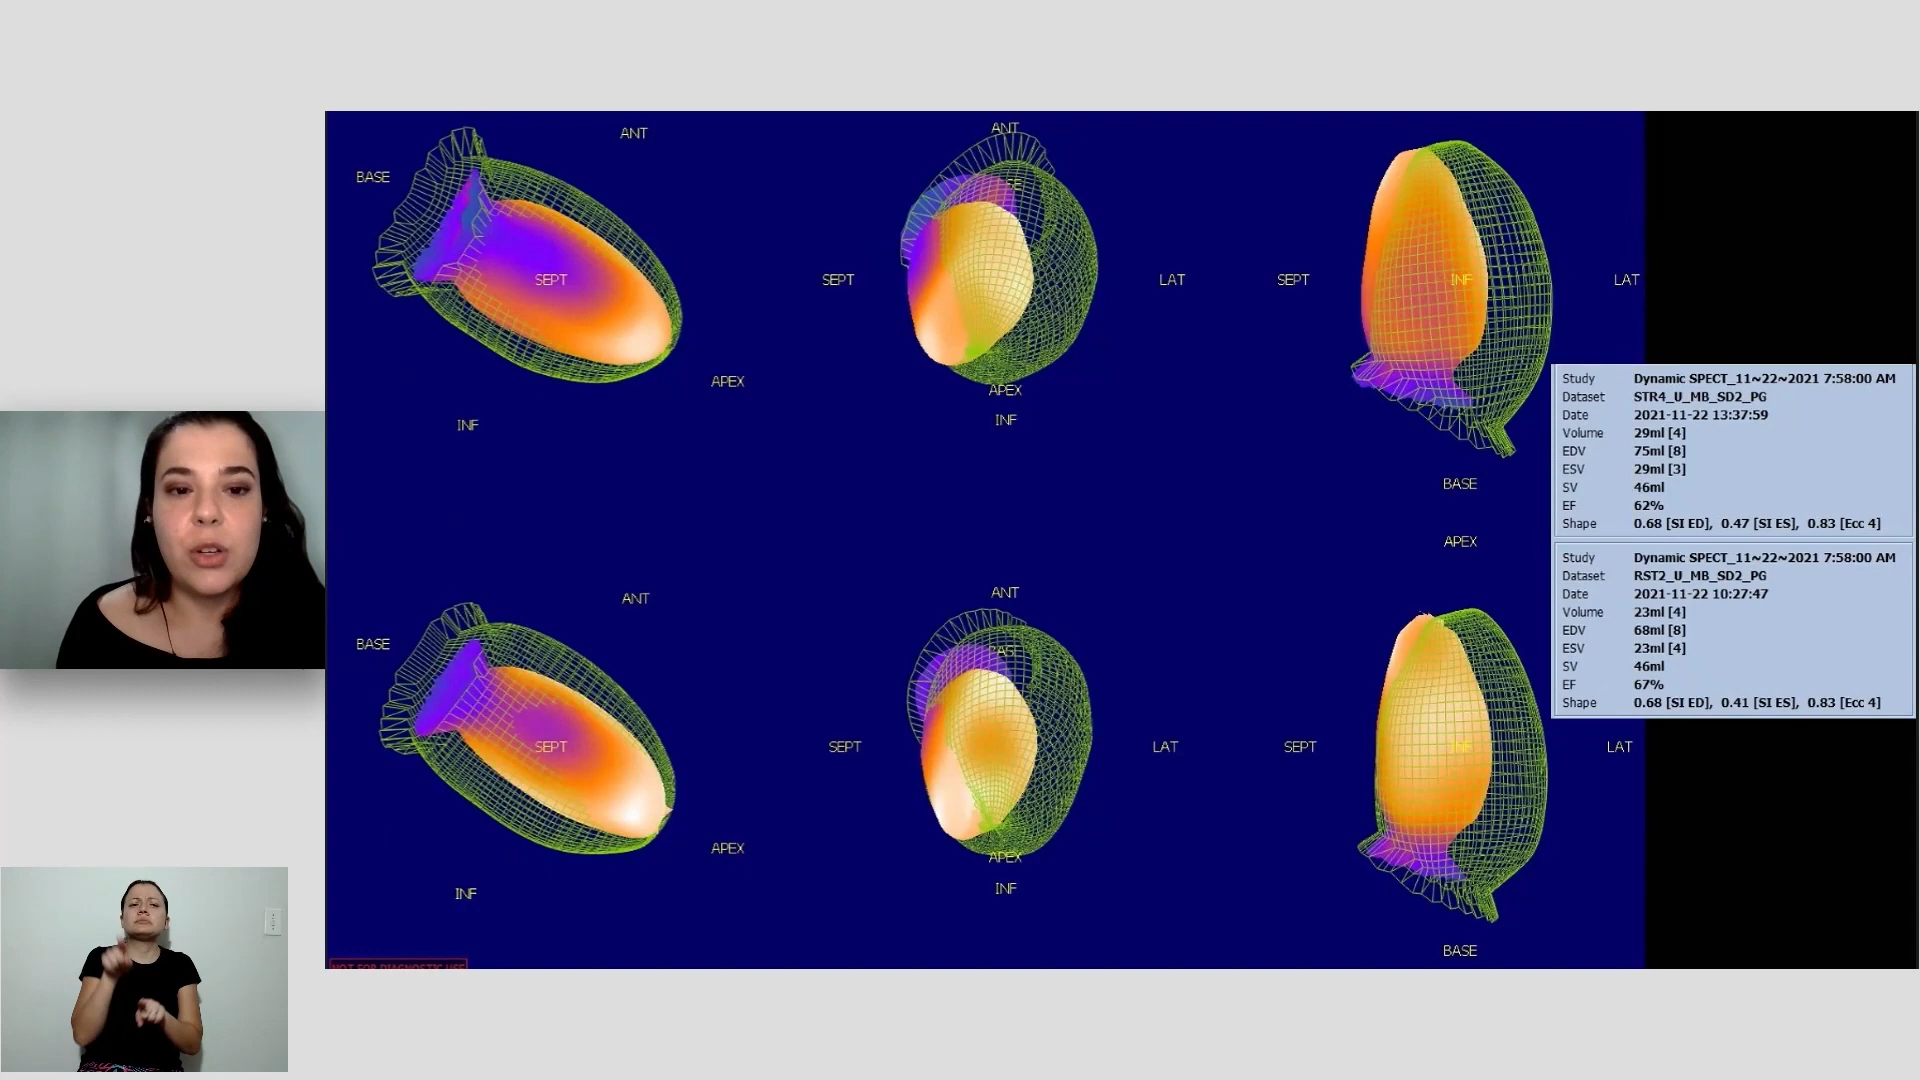 ANT
BASE
SEPT
APEX
INF
ANT
SEPT
LAT
APEX
INF
SEPT
INF
LAT
BASE
Study Dynamic SPECT_11~22~2021 7:58:00 AM
Dataset STR4_U_MB_SD2_PG
Date 2021-11-22 13:37:59
Volume 29ml [4]
EDV 75ml [8]
ESV 29ml [3]
SV 46ml
EF 62%
Shape 0.68 [SI ED], 0.47 [SI ES], 0.83 [Ecc 4]
Study Dynamic SPECT_11~22~2021 7:58:00 AM
Dataset RST2_U_MB_SD2_PG
Date 2021-11-22 10:27:47
Volume 23ml [4]
EDV 68ml [8]
ESV 23ml [4]
SV 46ml
EF 67%
Shape 0.68 [SI ED], 0.41 [SI ES], 0.83 [Ecc 4]
APEX
ANT
BASE
SEPT
APEX
INF
ANT
SEPT
LAT
APEX
INF
SEPT
INF
LAT
BASE
NOT FOR DIAGNOSTIC USE